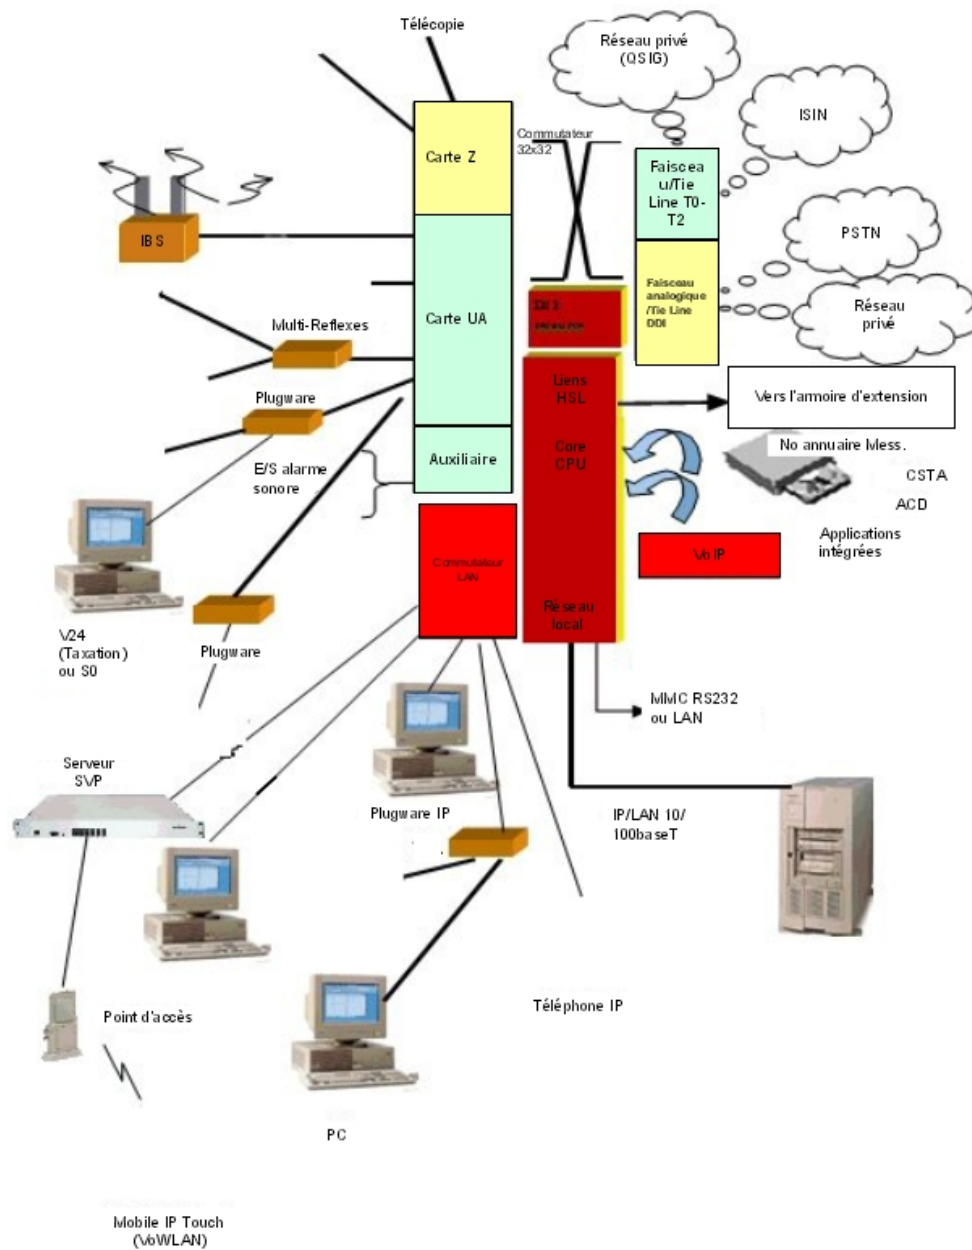 Télécopie
Réseau privé
(QSIG)
ISIN
Carte Z
Commutateur
32x32
Faiscea
u/Tie
Line T0-
T2
PSTN
IBS
Faisceau
analogique
/Tie Line
DDI
Réseau
privé
Carte UA
Multi-Reflexes
Liens
HSL
Vers l'armoire d'extension
Plugware
No annuaire Mess.
Core
CPU
Auxiliaire
E/S alarme
sonore
CSTA
ACD
Applications
intégrées
VoIP
Commutateur
LAN
Réseau
local
V24
(Taxation)
ou S0
Plugware
MMC RS232
ou LAN
Serveur
SVP
Plugware IP
IP/LAN 10/
100baseT
Point d'accès
Téléphone IP
PC
Mobile IP Touch
(VoWLAN)